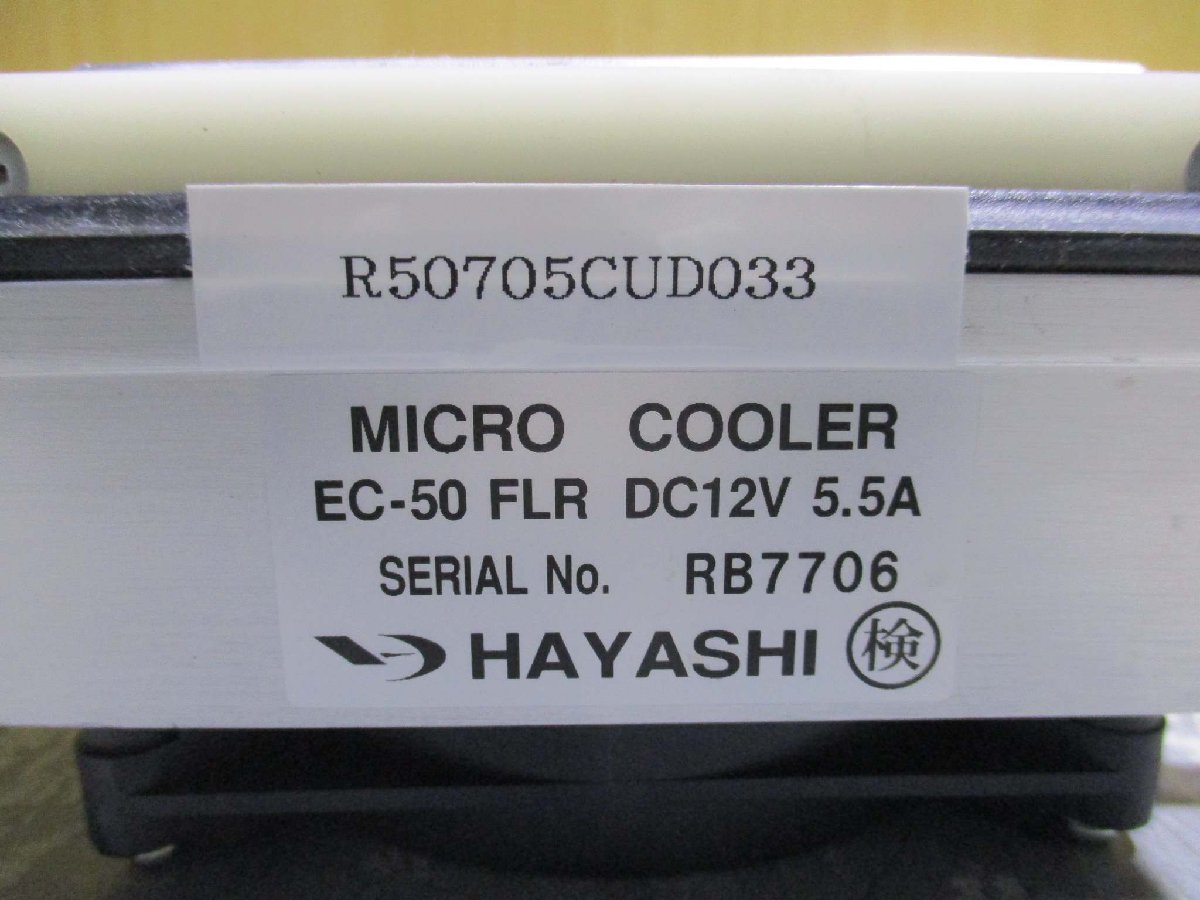 R50705CUD033
MICRO COOLER
EC-50 FLR DC12V 5.5A
SERIAL No. RB7706
HAYASHI 検